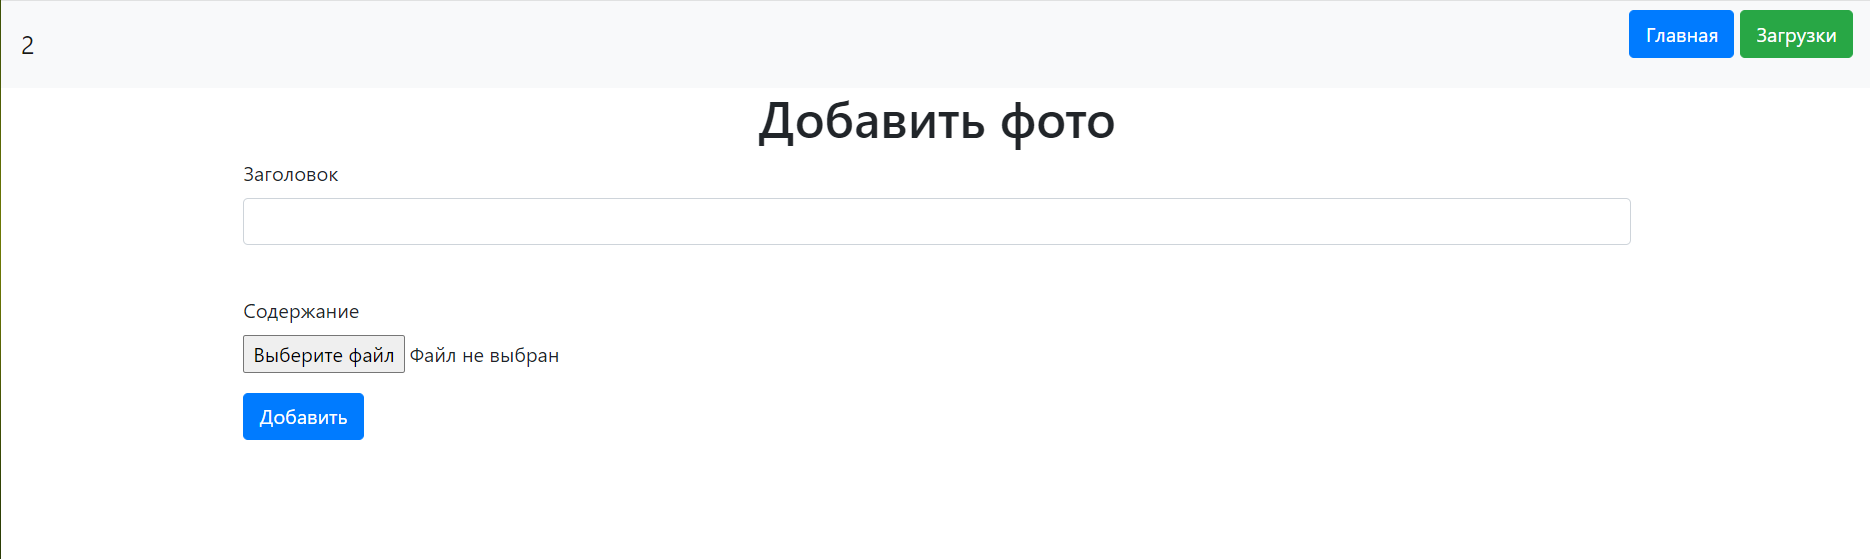 2
Главная Загрузки
Добавить фото
Заголовок
Содержание
Выберите файл Файл не выбран
Добавить